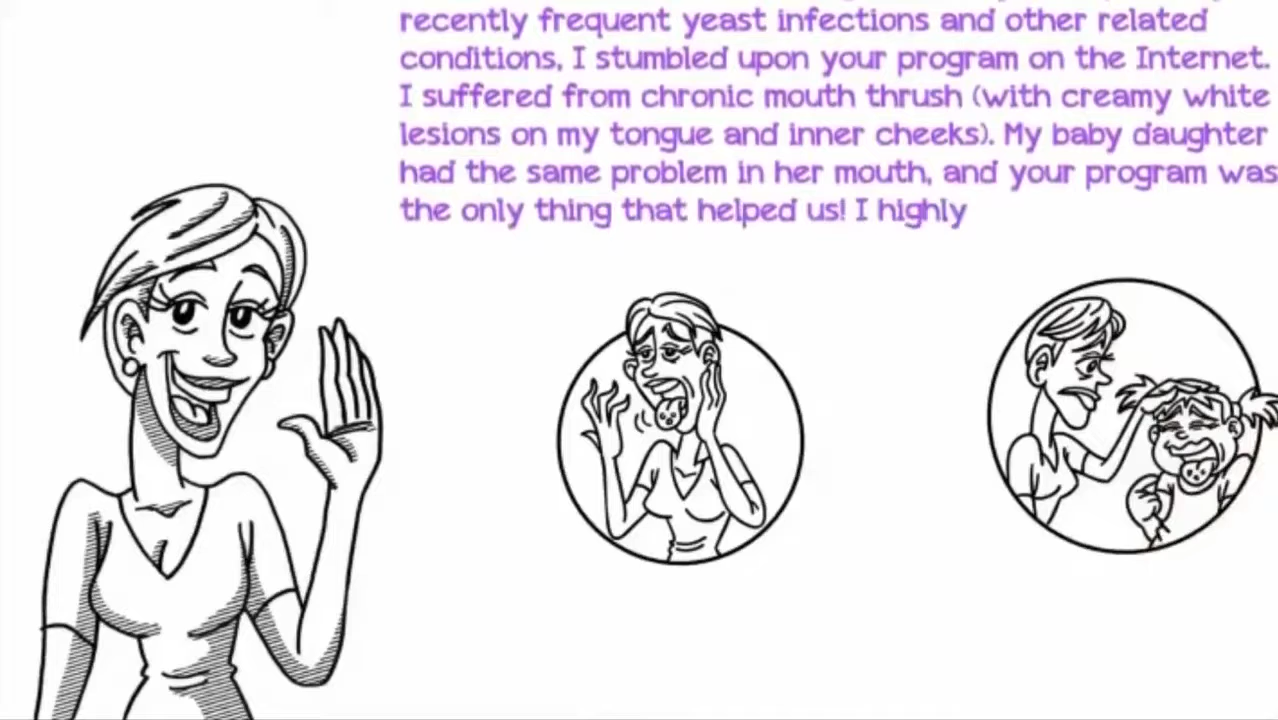 recently frequent yeast infections and other related
conditions, I stumbled upon your program on the Internet.
I suffered from chronic mouth thrush (with creamy white
lesions on my tongue and inner cheeks). My baby daughter
had the same problem in her mouth, and your program was
the only thing that helped us! I highly